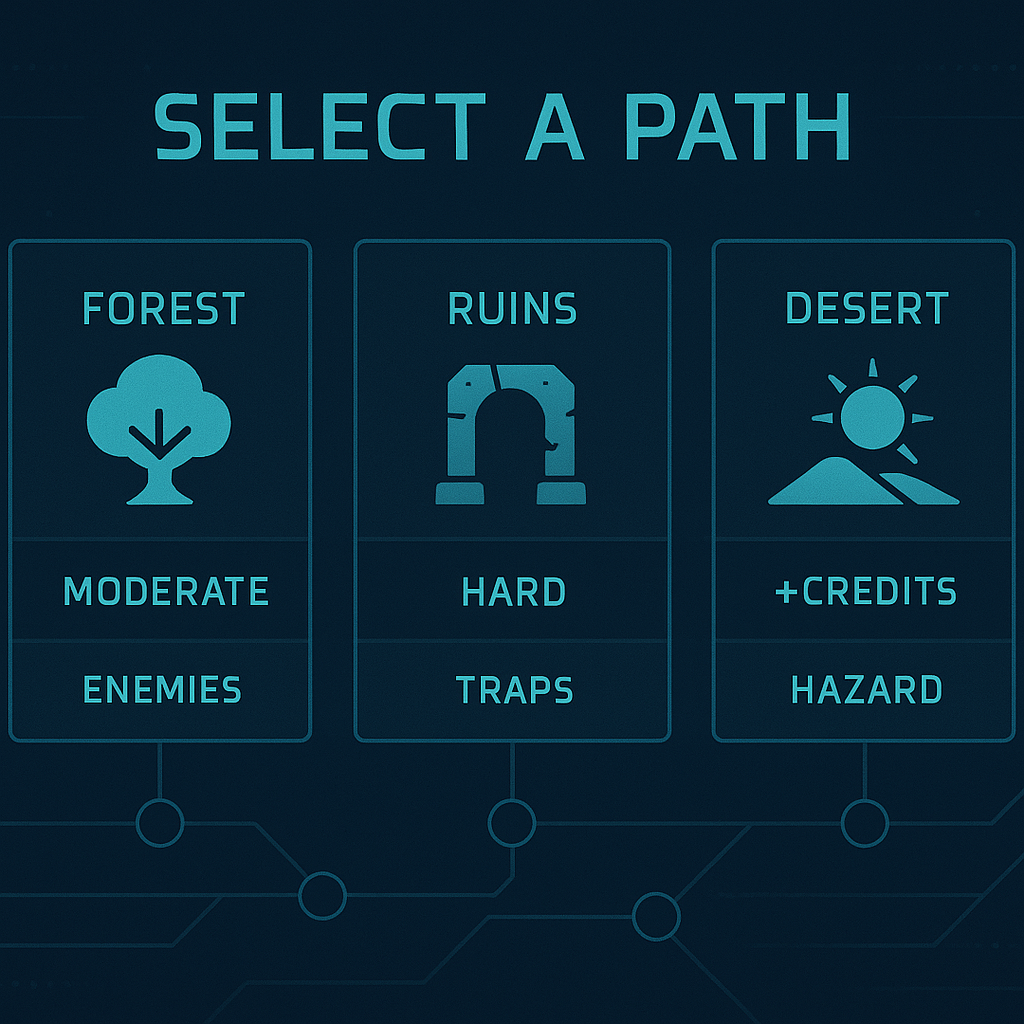 SELECT A PATH
FOREST
MODERATE
ENEMIES
RUINS
HARD
TRAPS
DESERT
+CREDITS
HAZARD